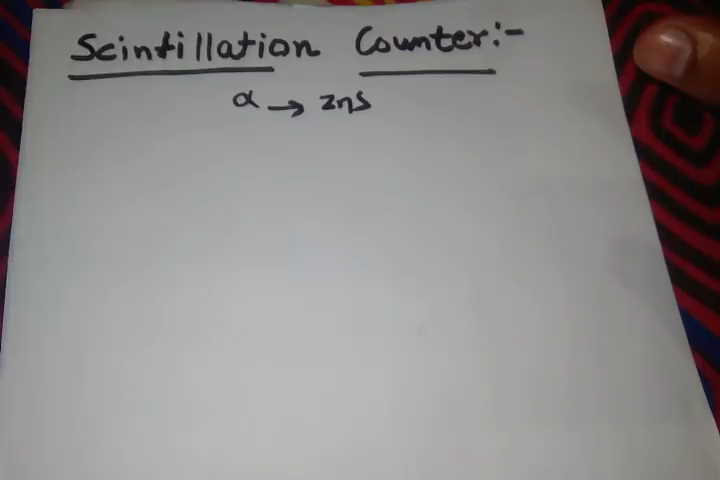 Scintillation Counter:-
α → zns